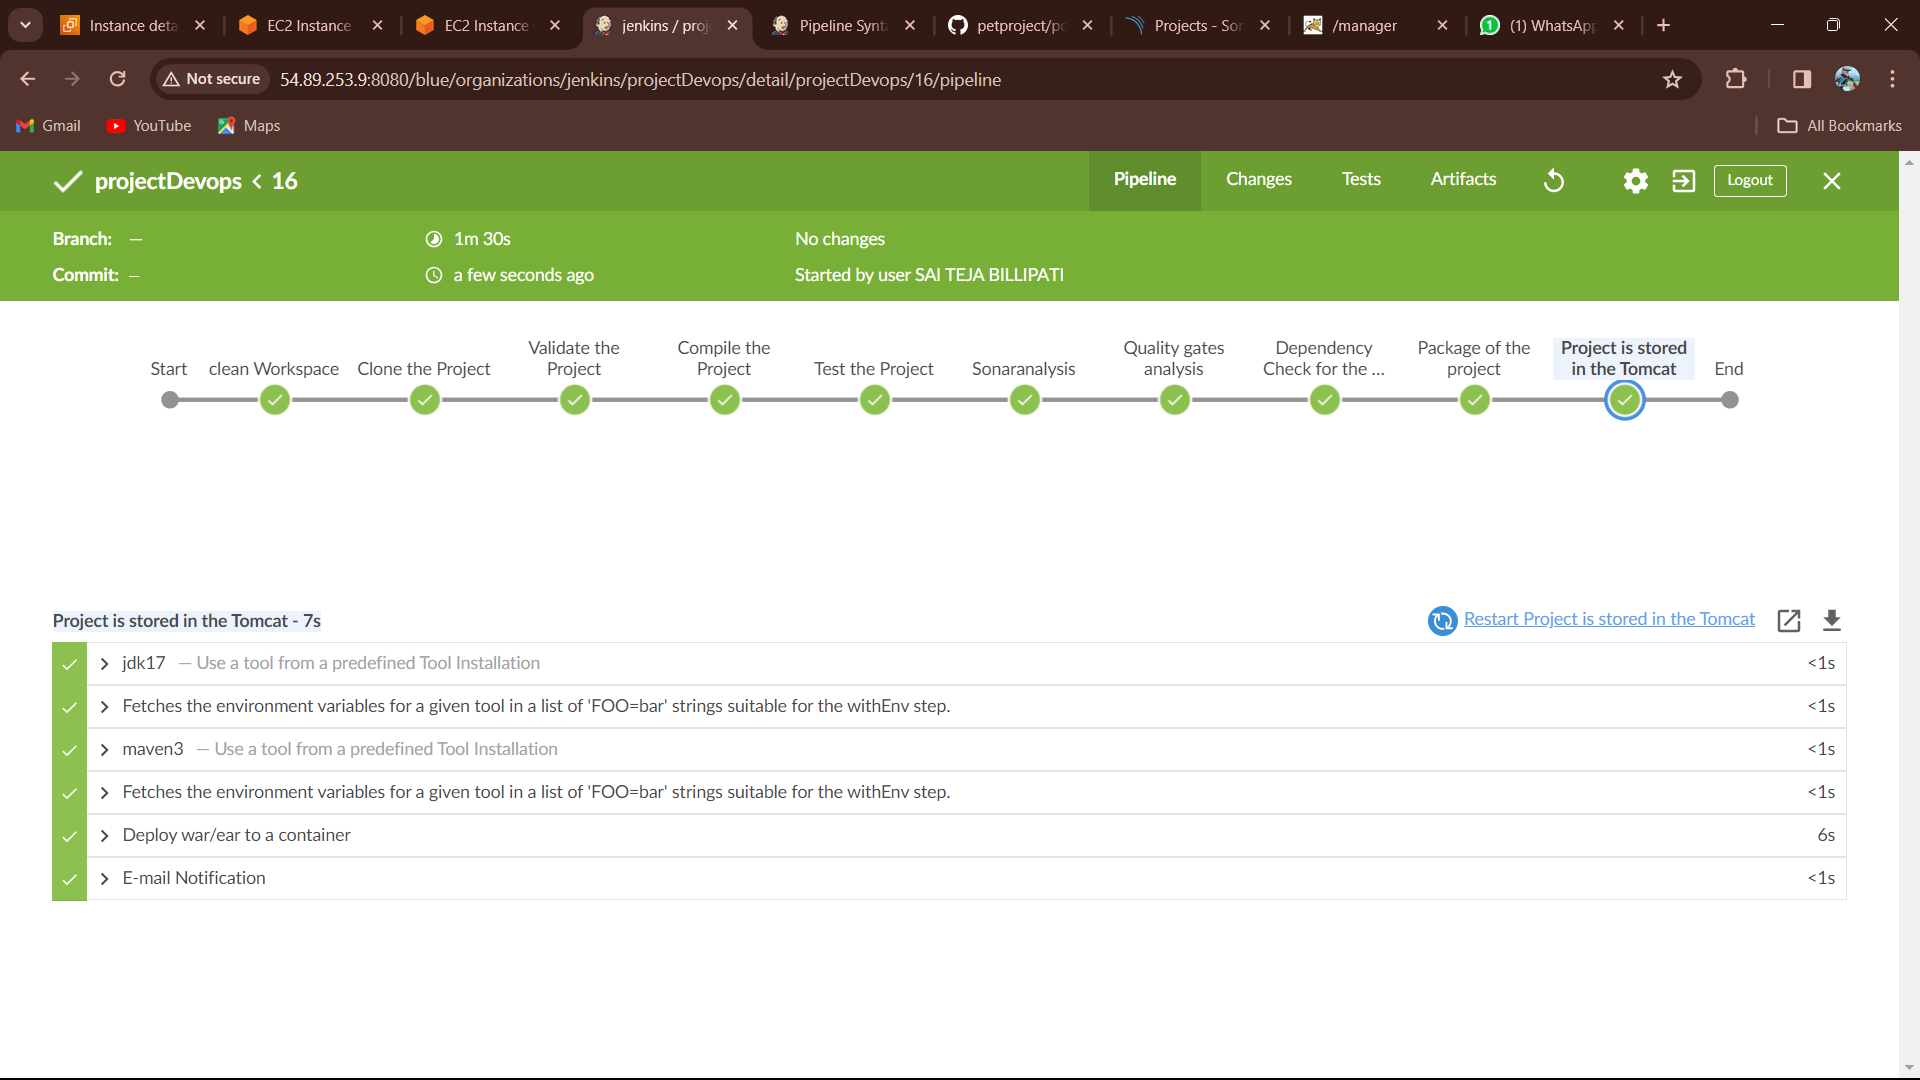 Instance deta
EC2 Instance
EC2 Instance
jenkins / proj
Pipeline Synta
petproject/pe
Projects - Son
/manager
(1) WhatsApp
Not secure
54.89.253.9:8080/blue/organizations/jenkins/projectDevops/detail/projectDevops/16/pipeline
Gmail
YouTube
Maps
All Bookmarks
projectDevops < 16
Pipeline
Changes
Tests
Artifacts
Logout
Branch: —
1m 30s
No changes
Commit: —
a few seconds ago
Started by user SAI TEJA BILLIPATI
Start
clean Workspace
Clone the Project
Validate the
Project
Compile the
Project
Test the Project
Sonaranalysis
Quality gates
analysis
Dependency
Check for the ...
Package of the
project
Project is stored
in the Tomcat
End
Project is stored in the Tomcat - 7s
Restart Project is stored in the Tomcat
jdk17 — Use a tool from a predefined Tool Installation <1s
Fetches the environment variables for a given tool in a list of 'FOO=bar' strings suitable for the withEnv step. <1s
maven3 — Use a tool from a predefined Tool Installation <1s
Fetches the environment variables for a given tool in a list of 'FOO=bar' strings suitable for the withEnv step. <1s
Deploy war/ear to a container 6s
E-mail Notification <1s